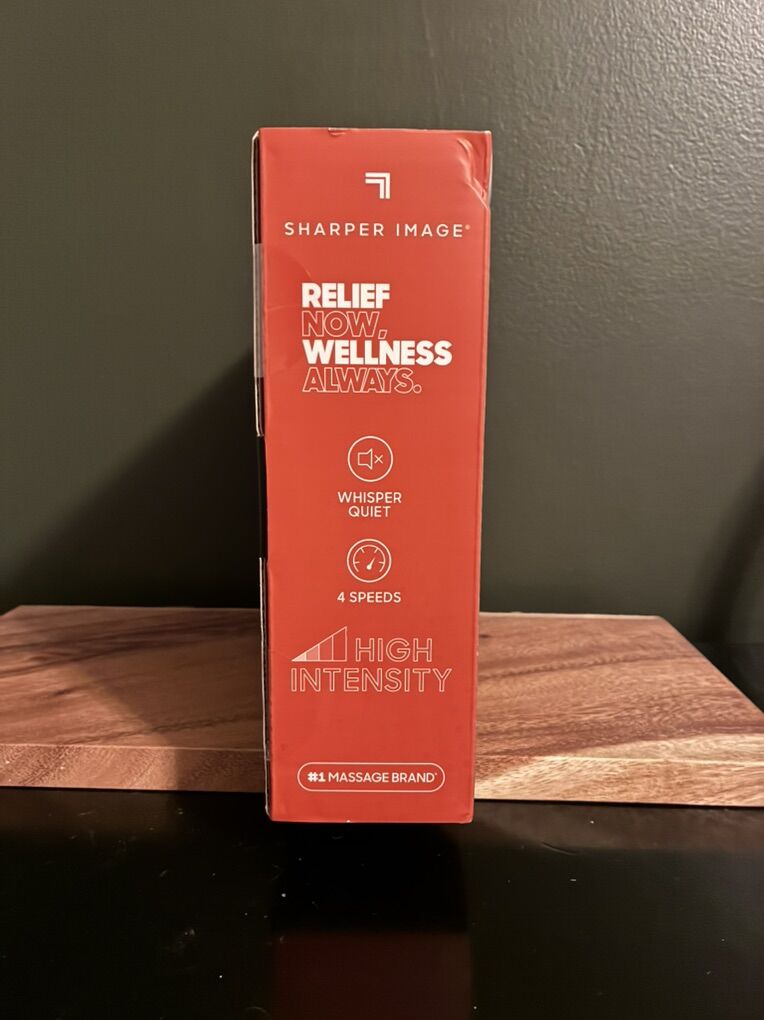 SHARPER IMAGE®
RELIEF
NOW,
WELLNESS
ALWAYS.
WHISPER
QUIET
4 SPEEDS
HIGH
INTENSITY
#1 MASSAGE BRAND*